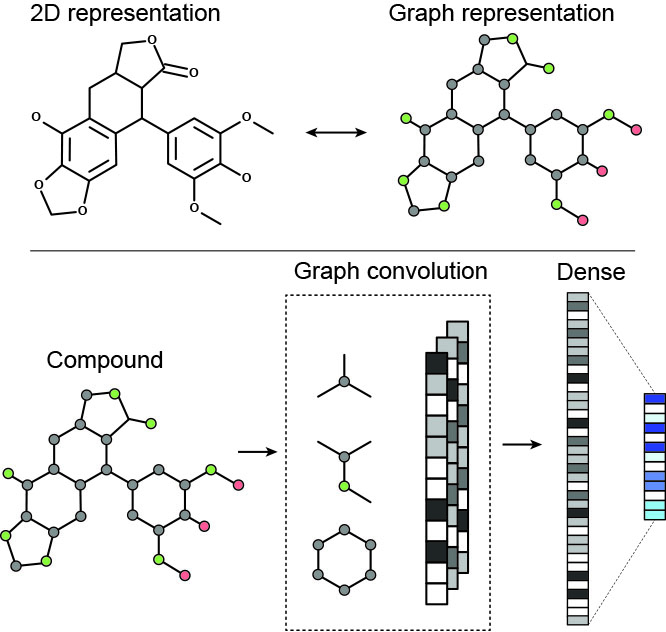 2D representation
Graph representation
O
O
O
O
O
O
O
O
Graph convolution
Dense
Compound